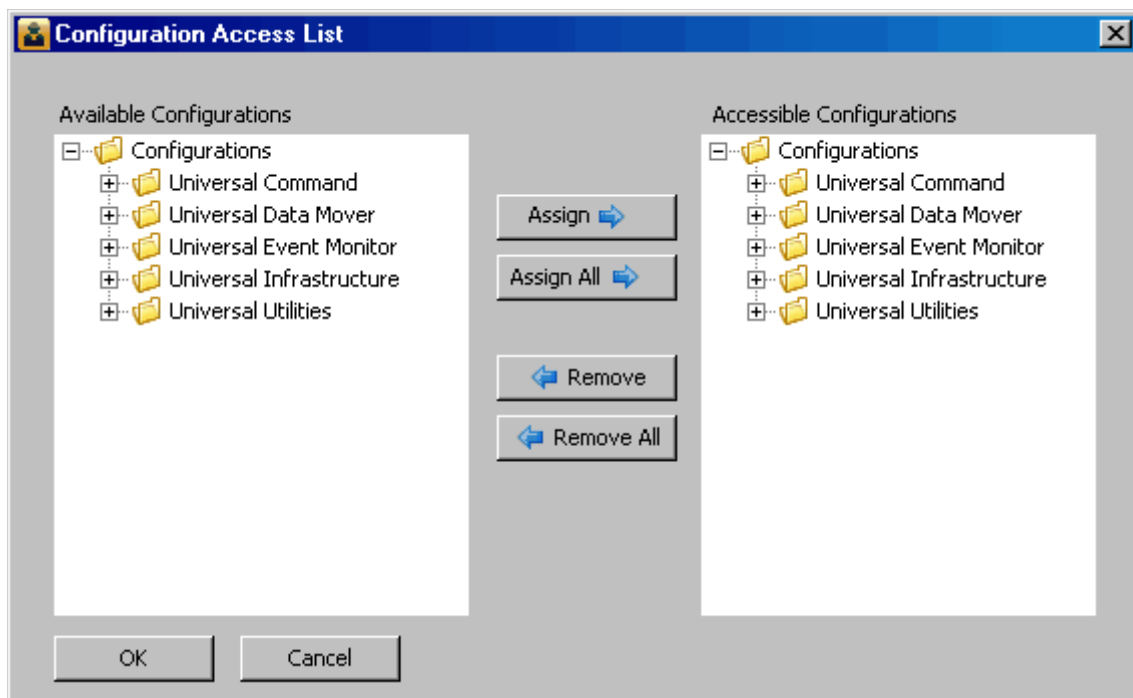 Configuration Access List
Available Configurations
Configurations
Universal Command
Universal Data Mover
Universal Event Monitor
Universal Infrastructure
Universal Utilities
Assign
Assign All
Remove
Remove All
Accessible Configurations
Configurations
Universal Command
Universal Data Mover
Universal Event Monitor
Universal Infrastructure
Universal Utilities
OK
Cancel